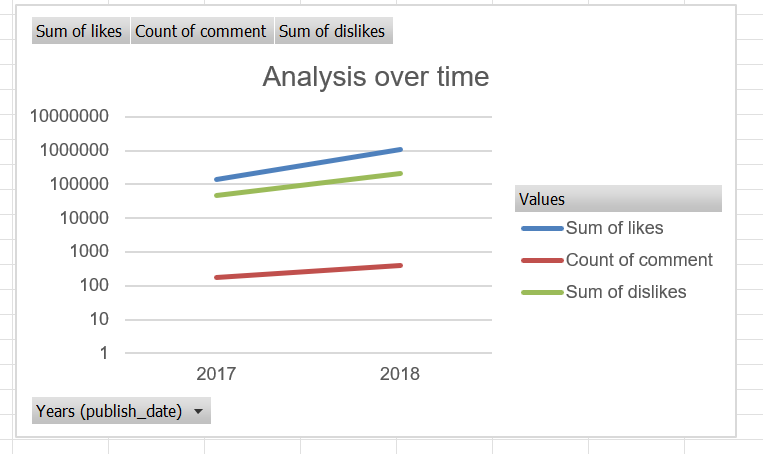 Sum of likes Count of comment Sum of dislikes
Analysis over time
10000000
1000000
100000
10000
1000
100
10
1
2017 2018
Values
Sum of likes
Count of comment
Sum of dislikes
Years (publish_date)